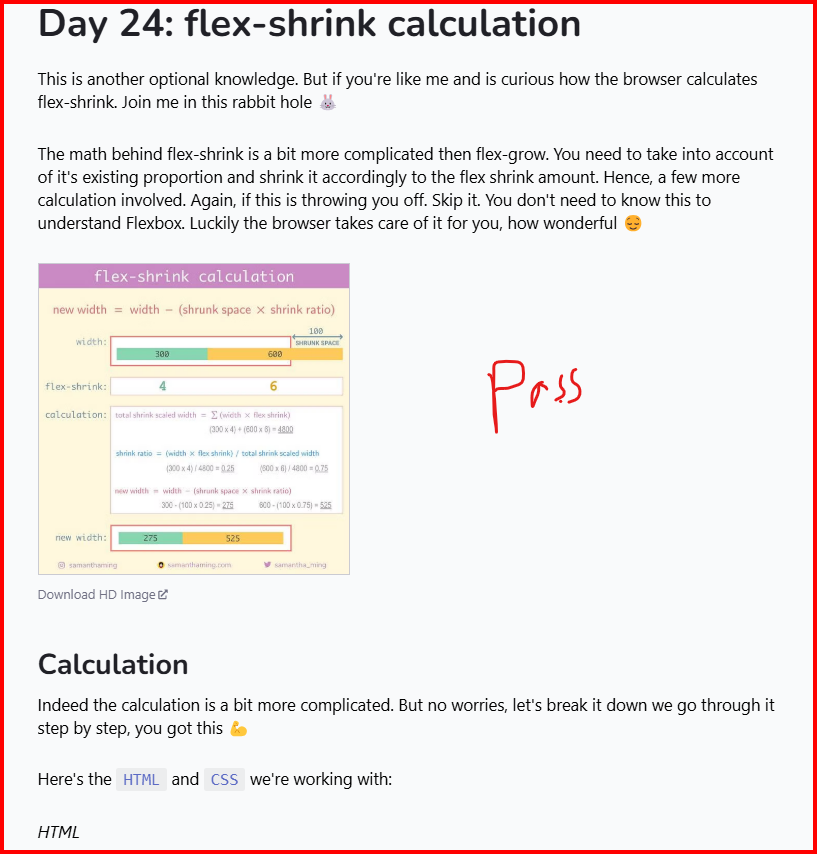 Day 24: flex-shrink calculation
This is another optional knowledge. But if you're like me and is curious how the browser calculates
flex-shrink. Join me in this rabbit hole 🐰
The math behind flex-shrink is a bit more complicated then flex-grow. You need to take into account
of it's existing proportion and shrink it accordingly to the flex shrink amount. Hence, a few more
calculation involved. Again, if this is throwing you off. Skip it. You don't need to know this to
understand Flexbox. Luckily the browser takes care of it for you, how wonderful 😌
flex-shrink calculation
new width = width − (shrunk space × shrink ratio)
100
width:
SHRUNK SPACE
300 600
flex-shrink: 4 6
calculation: total shrink scaled width = ∑ (width × flex shrink)
(300 x 4) + (600 x 6) = 4800
shrink ratio = (width × flex shrink) / total shrink scaled width
(300 x 4) / 4800 = 0.25 (600 x 6) / 4800 = 0.75
new width = width − (shrunk space × shrink ratio)
300 - (100 x 0.25) = 275 600 - (100 x 0.75) = 525
new width: 275 525
samanthaming samanthaming.com samantha_ming
Pass
Download HD Image
Calculation
Indeed the calculation is a bit more complicated. But no worries, let's break it down we go through it
step by step, you got this 💪
Here's the HTML and CSS we're working with:
HTML